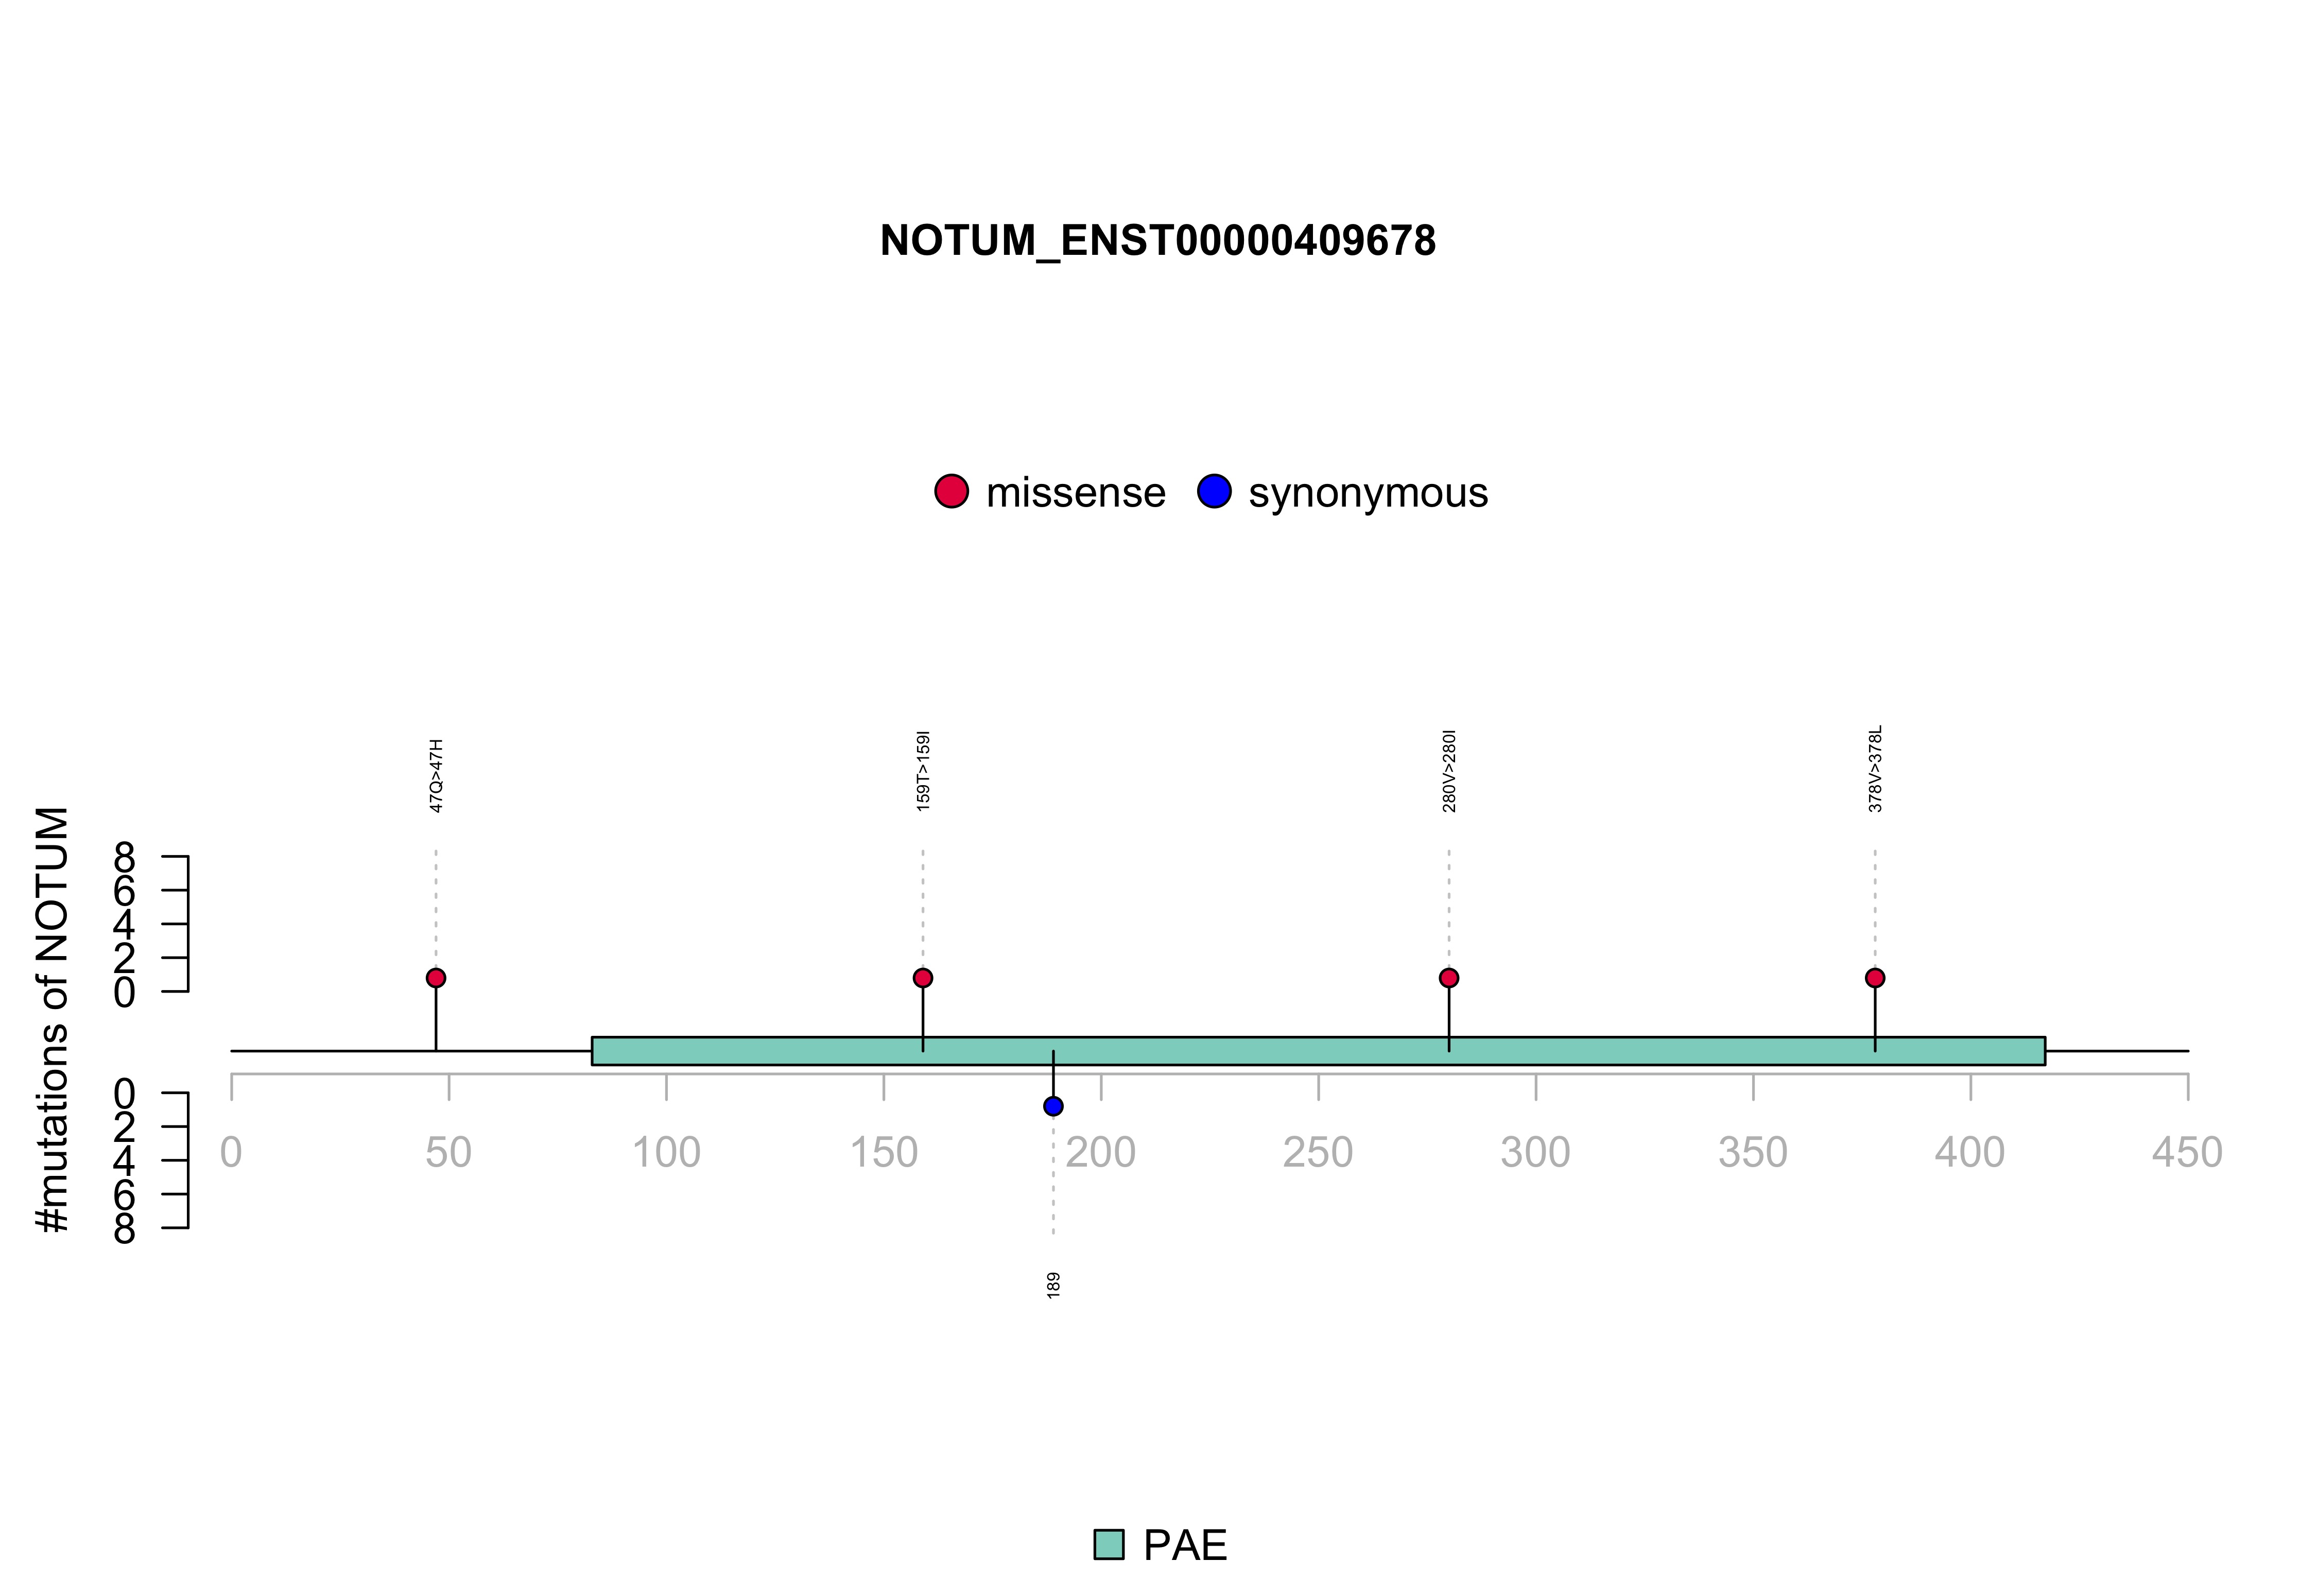 NOTUM_ENST00000409678
missense
synonymous
47Q>47H
159T>159I
280V>280I
378V>378L
#mutations of NOTUM
8
6
4
2
0
0
2
4
6
8
0
50
100
150
200
250
300
350
400
450
189
PAE